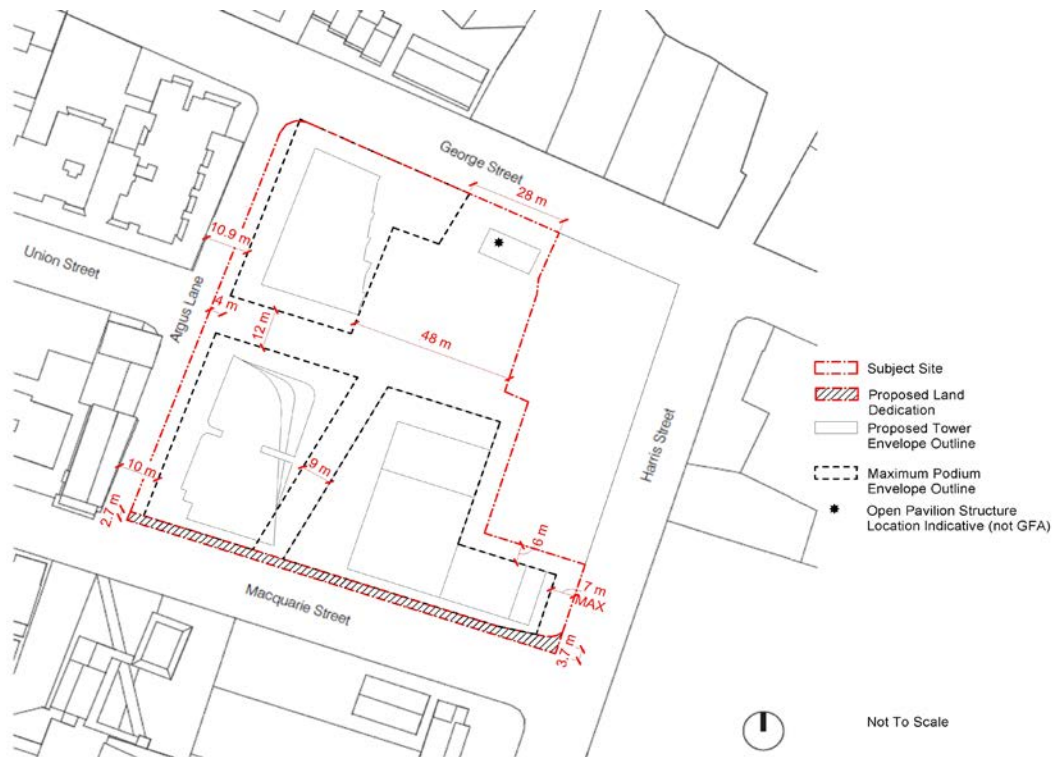 George Street
28 m
10.9 m
Union Street
Argus Lane
4 m
12 m
48 m
Harris Street
10 m
9 m
2.7 m
6 m
7 m
MAX
Macquarie Street
3.7 m
Subject Site
Proposed Land
Dedication
Proposed Tower
Envelope Outline
Maximum Podium
Envelope Outline
Open Pavilion Structure
Location Indicative (not GFA)
Not To Scale